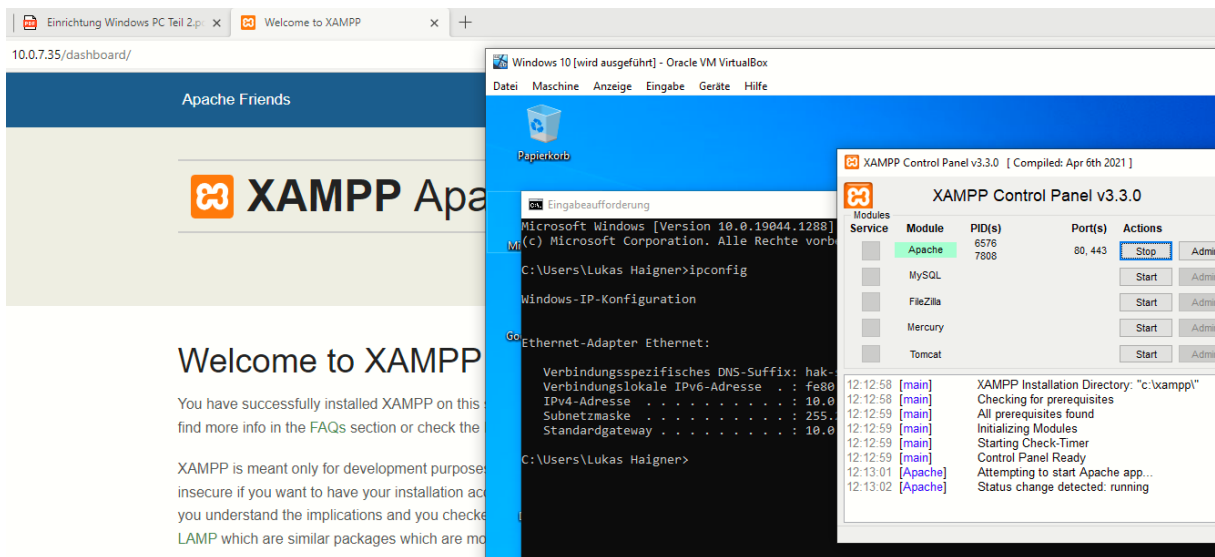 Einrichtung Windows PC Teil 2.p
Welcome to XAMPP
10.0.7.35/dashboard/
Apache Friends
XAMPP Apa
Welcome to XAMPP
You have successfully installed XAMPP on this
find more info in the FAQs section or check the
XAMPP is meant only for development purposes
insecure if you want to have your installation acc
you understand the implications and you checke
LAMP which are similar packages which are mo
Windows 10 [wird ausgeführt] - Oracle VM VirtualBox
Datei Maschine Anzeige Eingabe Geräte Hilfe
Papierkorb
Mi
Go
Eingabeaufforderung
Microsoft Windows [Version 10.0.19044.1288]
(c) Microsoft Corporation. Alle Rechte vorb
C:\Users\Lukas Haigner>ipconfig
Windows-IP-Konfiguration
Ethernet-Adapter Ethernet:
Verbindungsspezifisches DNS-Suffix: hak-
Verbindungslokale IPv6-Adresse . : fe80
IPv4-Adresse . . . . . . . . . . : 10.0
Subnetzmaske . . . . . . . . . . : 255.
Standardgateway . . . . . . . . . : 10.0
C:\Users\Lukas Haigner>
XAMPP Control Panel v3.3.0 [ Compiled: Apr 6th 2021 ]
XAMPP Control Panel v3.3.0
Modules
Service Module PID(s) Port(s) Actions
Apache 6576 7808 80, 443 Stop Admi
MySQL Start Admi
FileZilla Start Admi
Mercury Start Admi
Tomcat Start Admi
12:12:58 [main] XAMPP Installation Directory: "c:\xampp\"
12:12:58 [main] Checking for prerequisites
12:12:59 [main] All prerequisites found
12:12:59 [main] Initializing Modules
12:12:59 [main] Starting Check-Timer
12:12:59 [main] Control Panel Ready
12:13:01 [Apache] Attempting to start Apache app...
12:13:02 [Apache] Status change detected: running